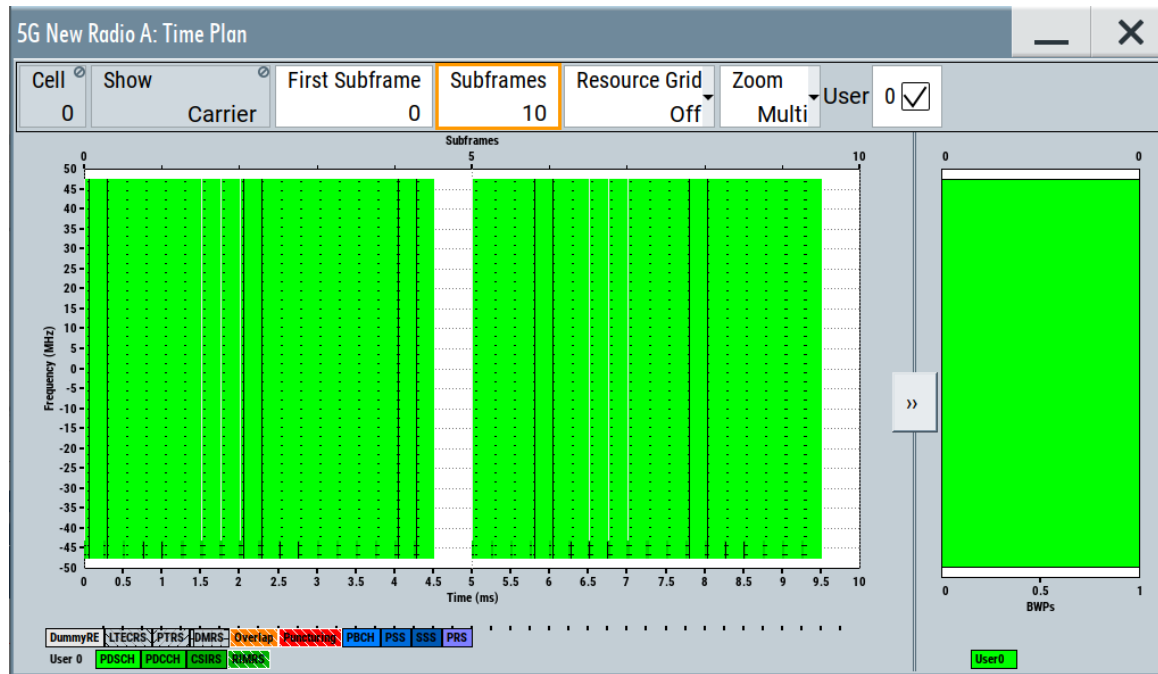 5G New Radio A: Time Plan
Cell Show First Subframe Subframes Resource Grid Zoom User 0
0 Carrier 0 10 Off Multi
Subframes
0 5 10 0 0
50
45
40
35
30
25
20
15
10
5
0
-5
-10
-15
-20
-25
-30
-35
-40
-45
-50
Frequency (MHz)
»
0 0.5 1 1.5 2 2.5 3 3.5 4 4.5 5 5.5 6 6.5 7 7.5 8 8.5 9 9.5 10
Time (ms)
0 0.5 1
BWPs
DummyRE LTECRS PTRS DMRS Overlap Puncturing PBCH PSS SSS PRS
User 0 PDSCH PDCCH CSIRS RIMRS
User0